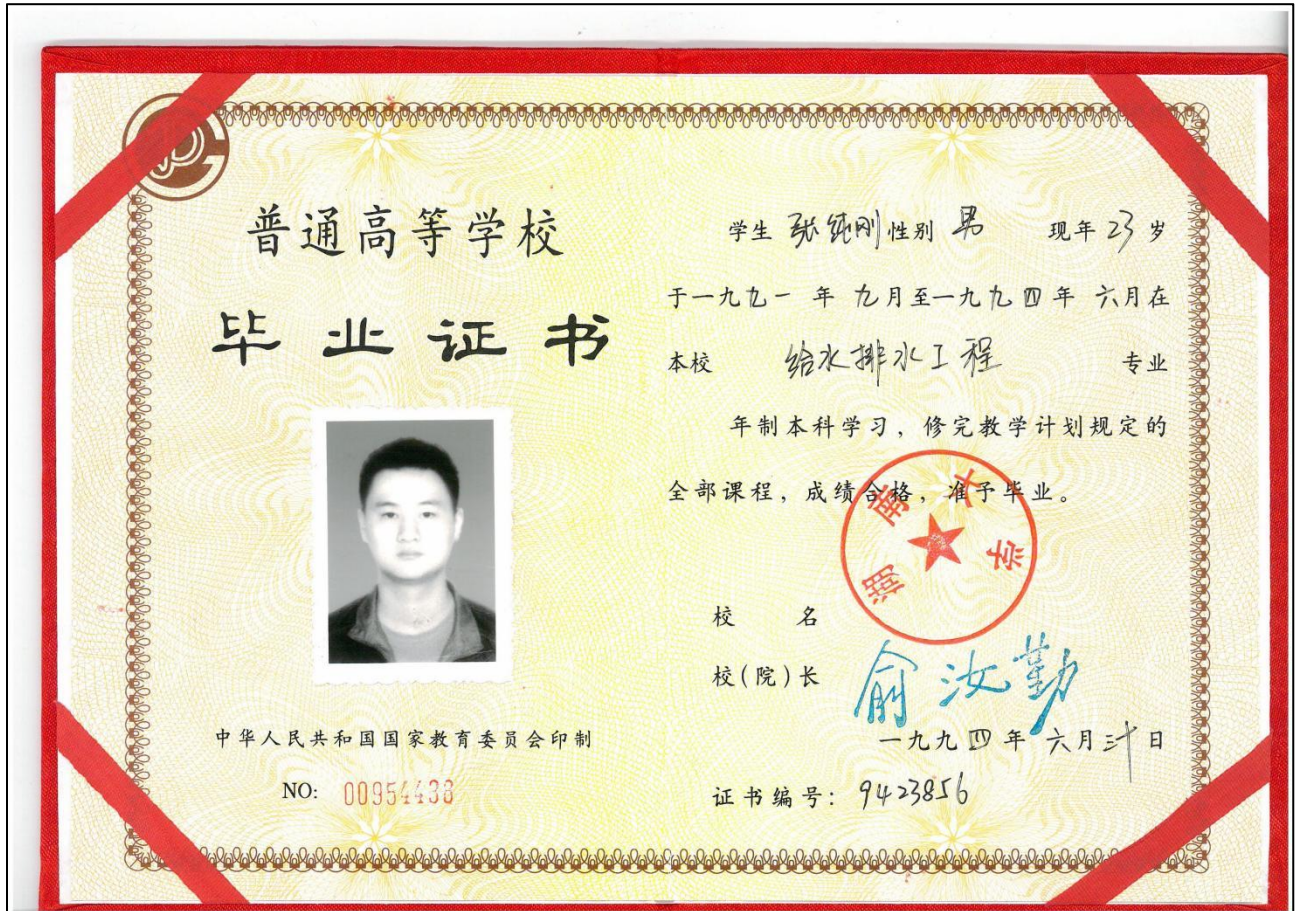 普通高等学校
毕业证书
中华人民共和国国家教育委员会印制
NO: 00954438
学生 张纯刚 性别 男 现年 23 岁
于一九九一 年 九月至一九九四年 六月在
本校 给水排水工程 专业
年制本科学习，修完教学计划规定的
全部课程，成绩合格，准予毕业。
湖南大学
校 名
校(院)长 俞汝勤
一九九四年 六月三十日
证书编号: 9423856